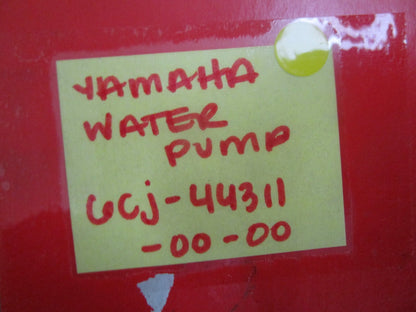 YAMAHA
WATER
PUMP
6CJ-44311
-00-00